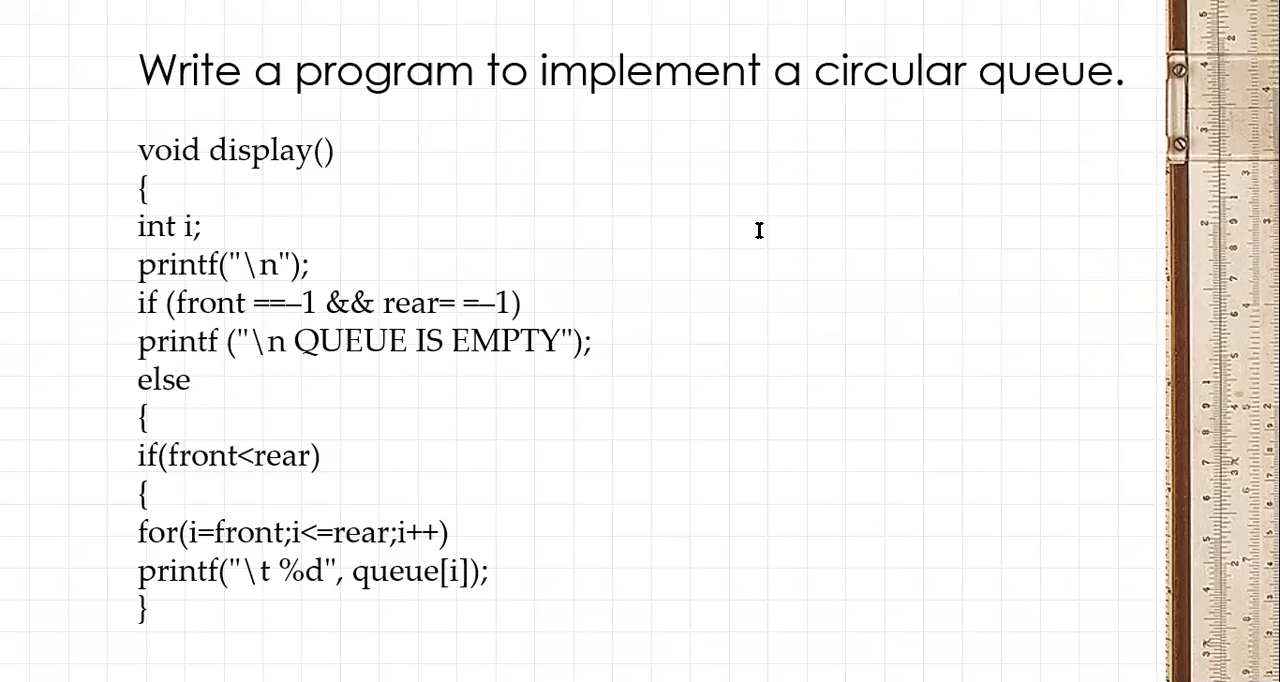 Write a program to implement a circular queue.
void display()
{
int i;
printf("\n");
if (front ==–1 && rear= =–1)
printf ("\n QUEUE IS EMPTY");
else
{
if(front<rear)
{
for(i=front;i<=rear;i++)
printf("\t %d", queue[i]);
}